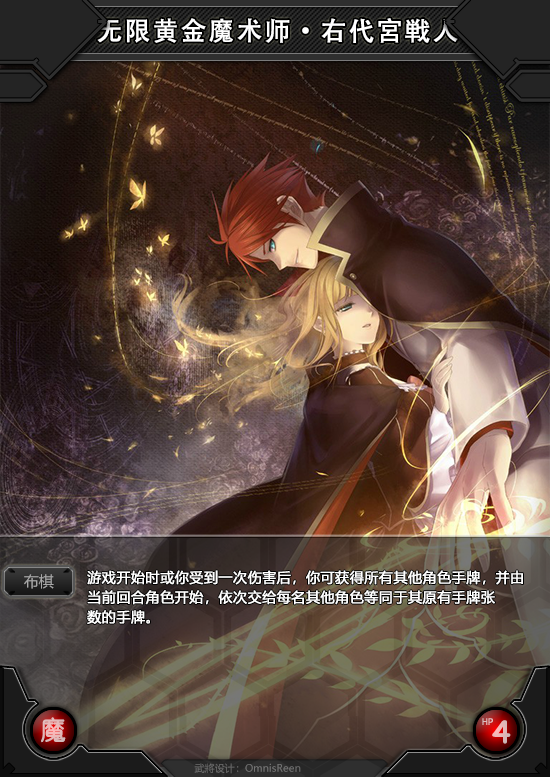 无限黄金魔术师·右代宮戦人
布棋
游戏开始时或你受到一次伤害后，你可获得所有其他角色手牌，并由
当前回合角色开始，依次交给每名其他角色等同于其原有手牌张
数的手牌。
魔
HP
4
武將设计：OmnisReen